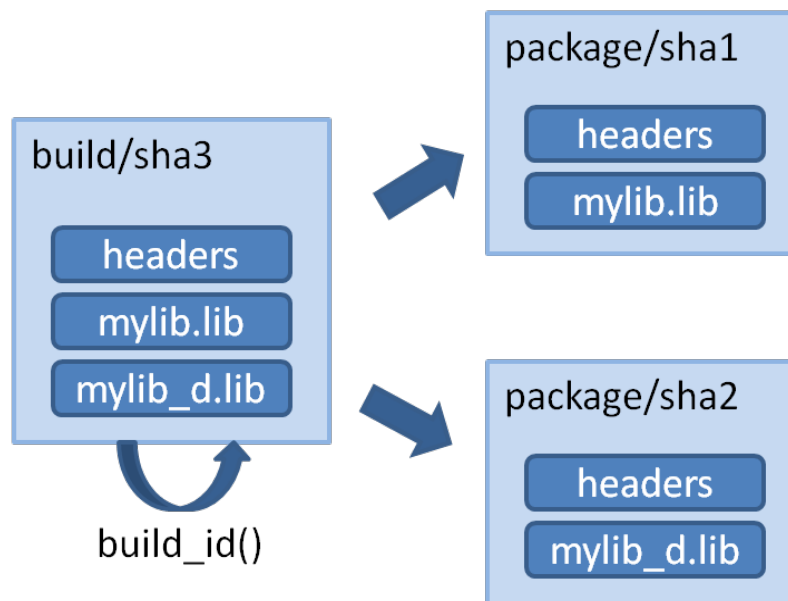 build/sha3
headers
mylib.lib
mylib_d.lib
build_id()
package/sha1
headers
mylib.lib
package/sha2
headers
mylib_d.lib